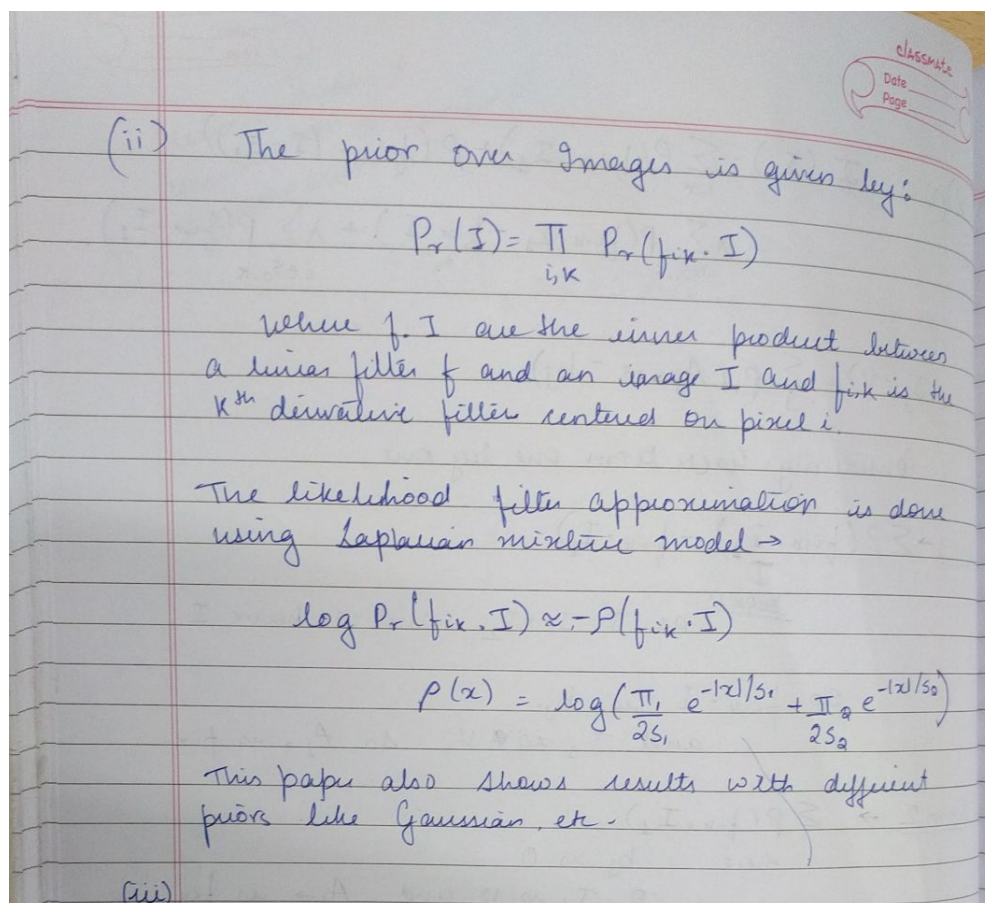 classmate
Date
Page
(ii) The prior over Images is given by:
Pr(I) = Π Pr(fik · I)
i,k
where f. I are the inner product between
a linear filter f and an image I and fi,k is the
kth derivative filter centered on pixel i.
The likelihood filter approximation is done
using Laplacian mixture model →
log Pr(fik . I) ≈ -ρ(fik · I)
ρ(x) = log(π1/2s1 e^-|x|/s1 + π2/2s2 e^-|x|/s2)
This paper also shows results with different
priors like Gaussian, etc.
(iii)